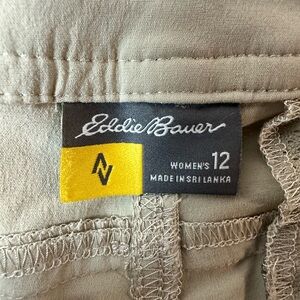 Eddie Bauer
WOMEN'S 12
MADE IN SRI LANKA